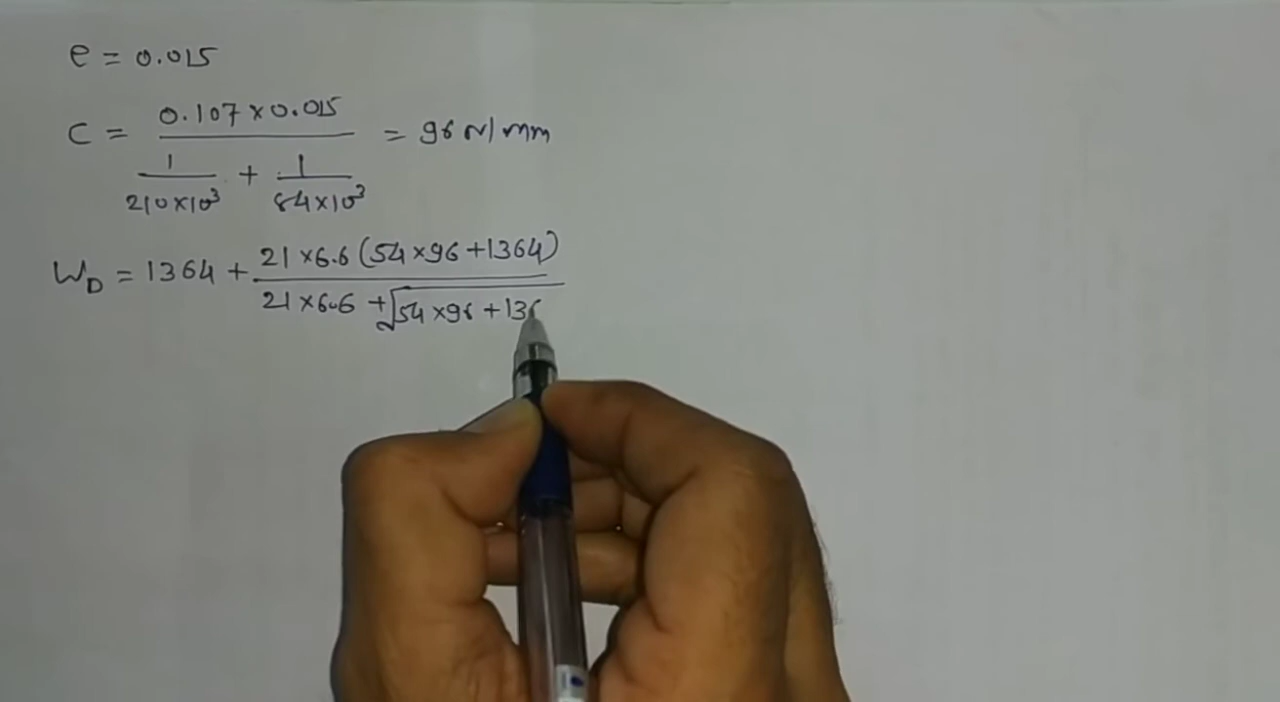 e = 0.015
C = 0.107 × 0.015 / (1 / 210×10³ + 1 / 84×10³) = 96 N/mm
W_D = 1364 + 21 × 6.6 (54 × 96 + 1364) / 21 × 6.6 + √54 × 96 + 136